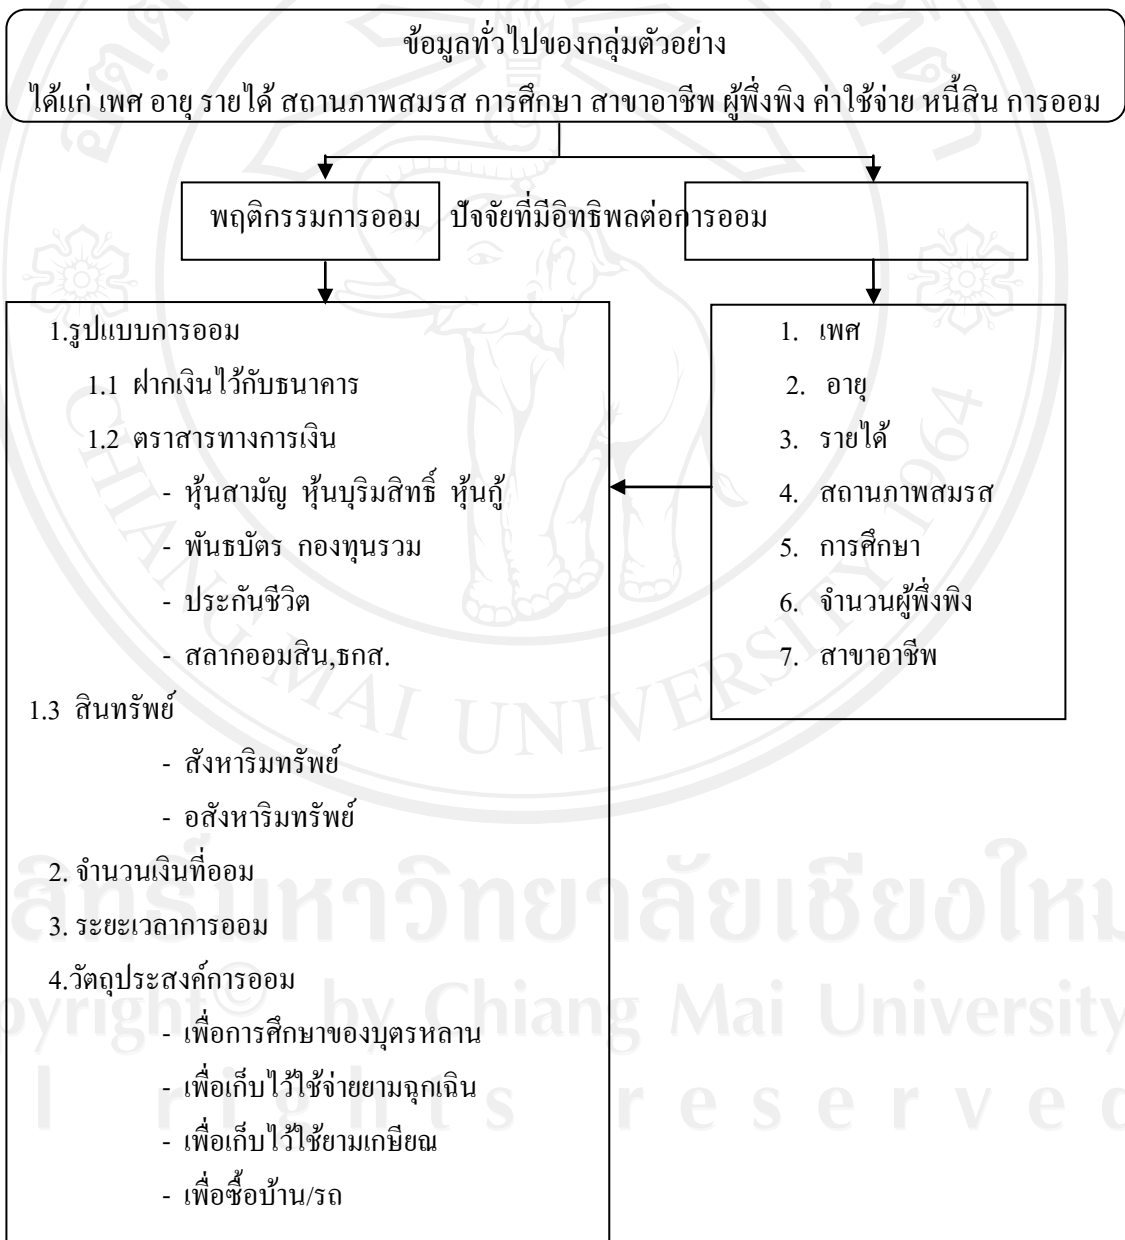 ข้อมูลทั่วไปของกลุ่มตัวอย่าง
ได้แก่ เพศ อายุ รายได้ สถานภาพสมรส การศึกษา สาขาอาชีพ ผู้พึ่งพิง ค่าใช้จ่าย หนี้สิน การออม
พฤติกรรมการออม ปัจจัยที่มีอิทธิพลต่อการออม
1.รูปแบบการออม
1.1 ฝากเงินไว้กับธนาคาร
1.2 ตราสารทางการเงิน
- หุ้นสามัญ หุ้นบุริมสิทธิ์ หุ้นกู้
- พันธบัตร กองทุนรวม
- ประกันชีวิต
- สลากออมสิน,ธกส.
1.3 สินทรัพย์
- สังหาริมทรัพย์
- อสังหาริมทรัพย์
2. จำนวนเงินที่ออม
3. ระยะเวลาการออม
4.วัตถุประสงค์การออม
- เพื่อการศึกษาของบุตรหลาน
- เพื่อเก็บไว้ใช้จ่ายยามฉุกเฉิน
- เพื่อเก็บไว้ใช้ยามเกษียณ
- เพื่อซื้อบ้าน/รถ
1. เพศ
2. อายุ
3. รายได้
4. สถานภาพสมรส
5. การศึกษา
6. จำนวนผู้พึ่งพิง
7. สาขาอาชีพ
CHIANG MAI UNIVERSITY 1964
สิทธิ์มหาวิทยาลัยเชียงใหม
opyright © by Chiang Mai University
l rights reserved